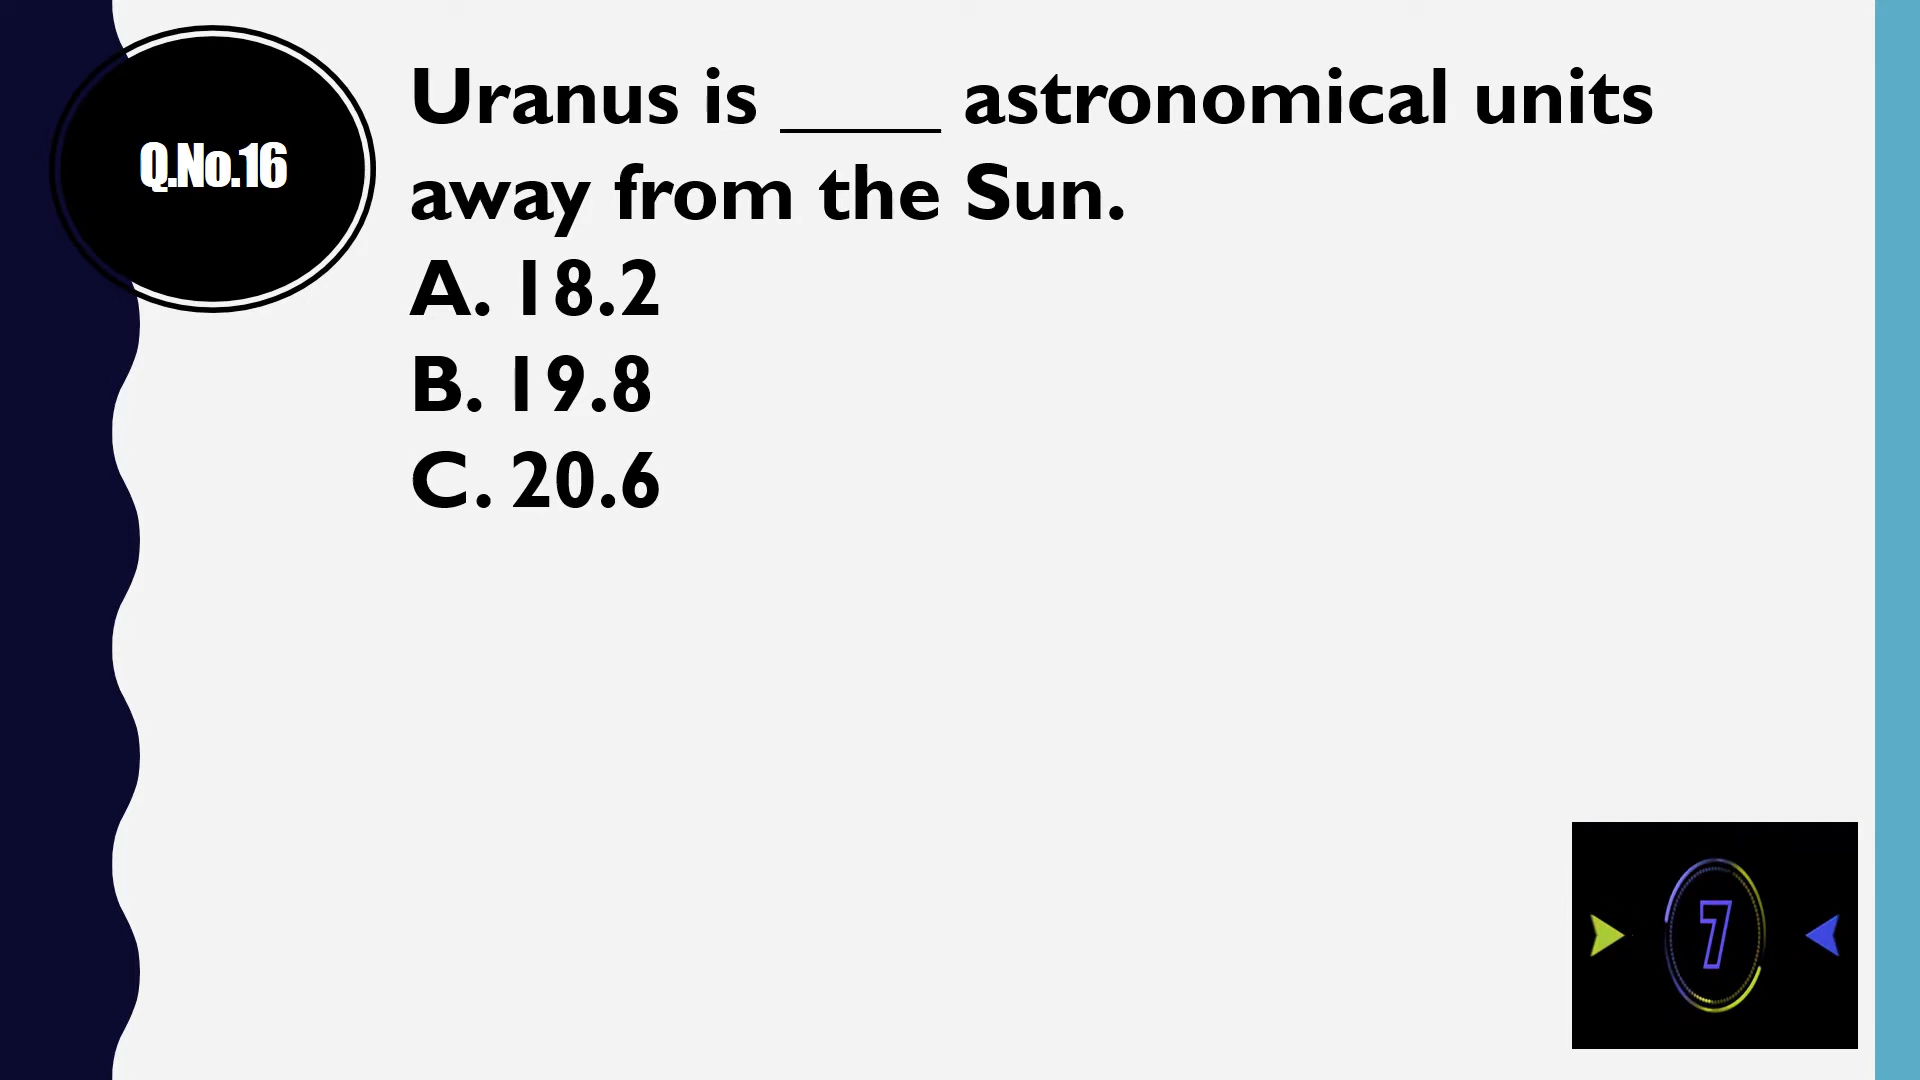 Q.No.16
Uranus is ____ astronomical units
away from the Sun.
A. 18.2
B. 19.8
C. 20.6
7